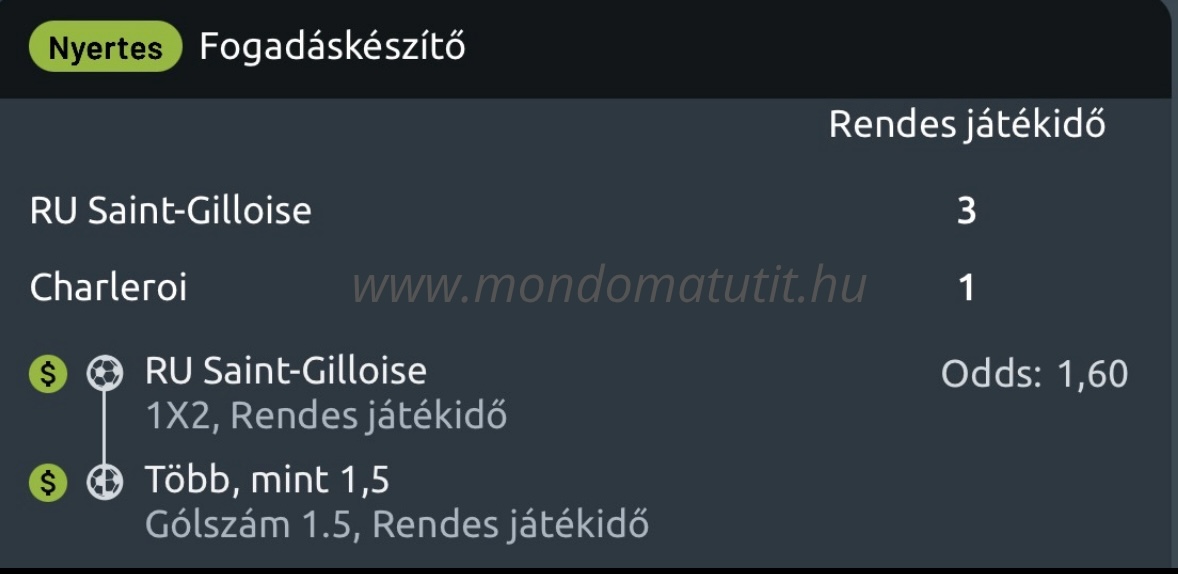 Nyertes Fogadáskészítő
Rendes játékidő
RU Saint-Gilloise 3
Charleroi 1
www.mondomatutit.hu
$ RU Saint-Gilloise Odds: 1,60
1X2, Rendes játékidő
$ Több, mint 1,5
Gólszám 1.5, Rendes játékidő